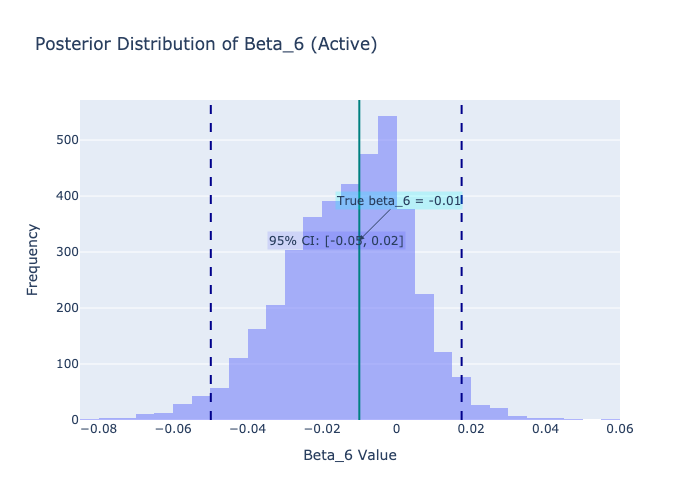 Posterior Distribution of Beta_6 (Active)
500
400
300
200
100
0
Frequency
True beta_6 = -0.01
95% CI: [-0.05, 0.02]
−0.08
−0.06
−0.04
−0.02
0
0.02
0.04
0.06
Beta_6 Value